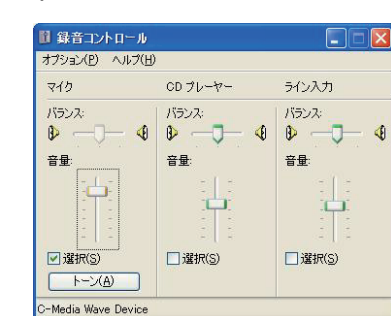 録音コントロール
オプション(P) ヘルプ(H)
マイク CD プレーヤー ライン入力
バランス: バランス: バランス:
音量: 音量: 音量:
選択(S) 選択(S) 選択(S)
トーン(A)
C-Media Wave Device